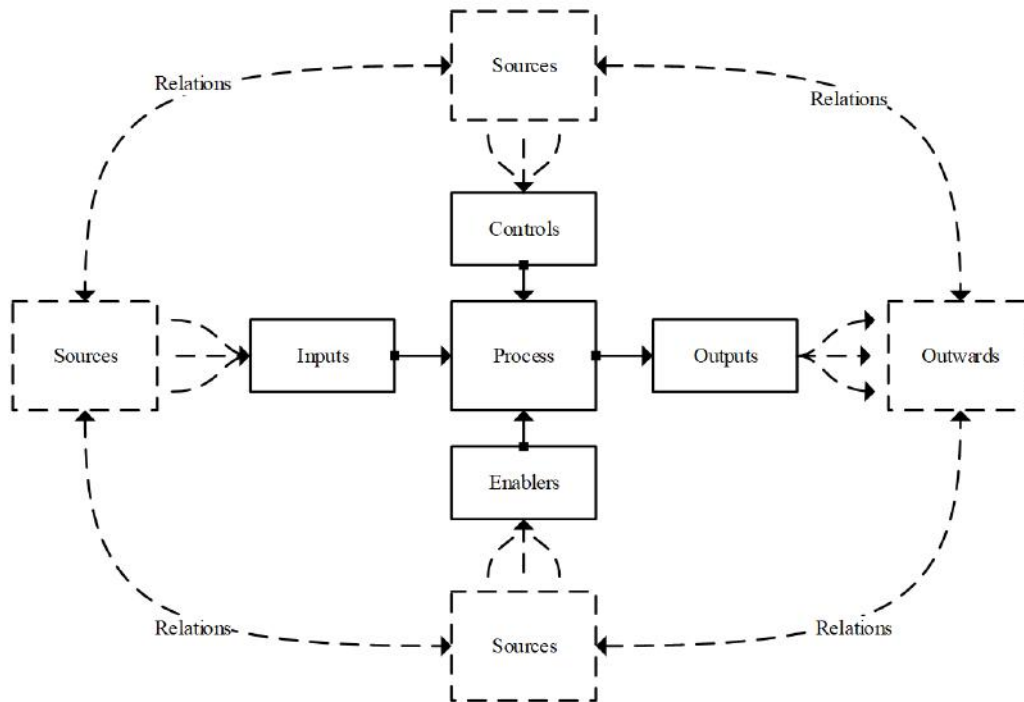 Sources
Relations
Relations
Controls
Sources
Inputs
Process
Outputs
Outwards
Enablers
Relations
Sources
Relations